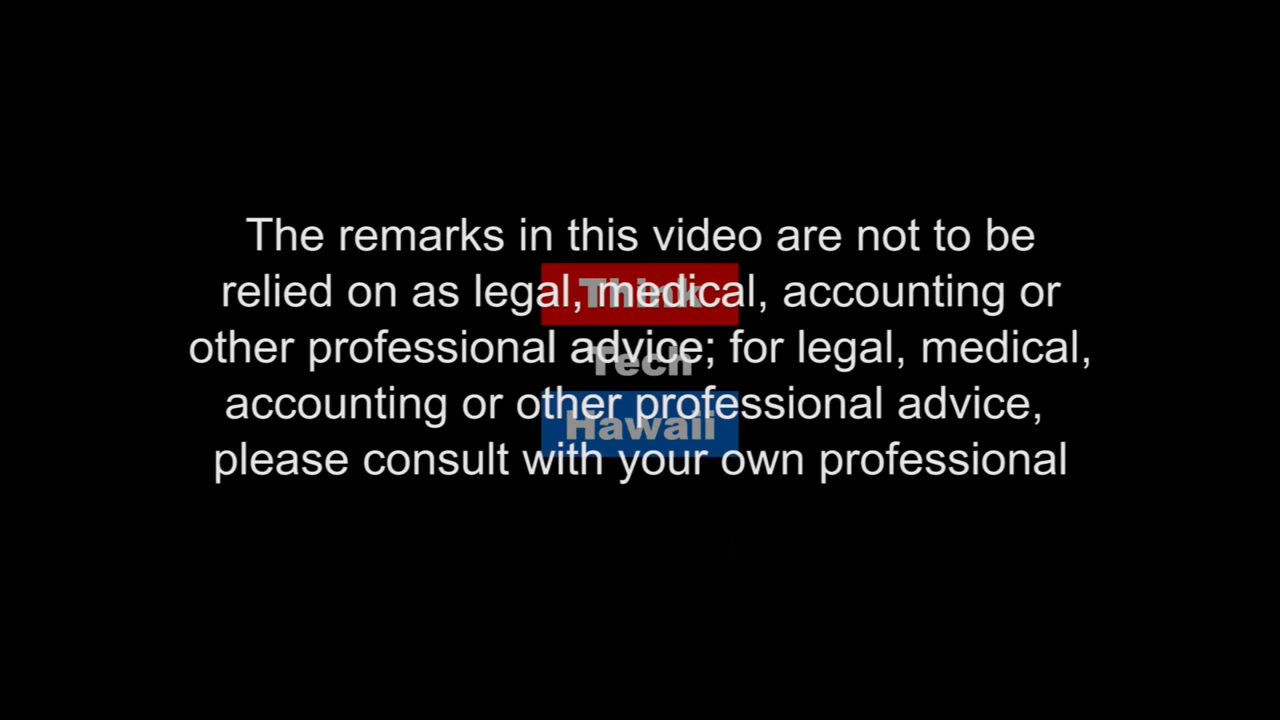 The remarks in this video are not to be
relied on as legal, medical, accounting or
other professional advice; for legal, medical,
accounting or other professional advice,
please consult with your own professional
Think
Tech
Hawaii